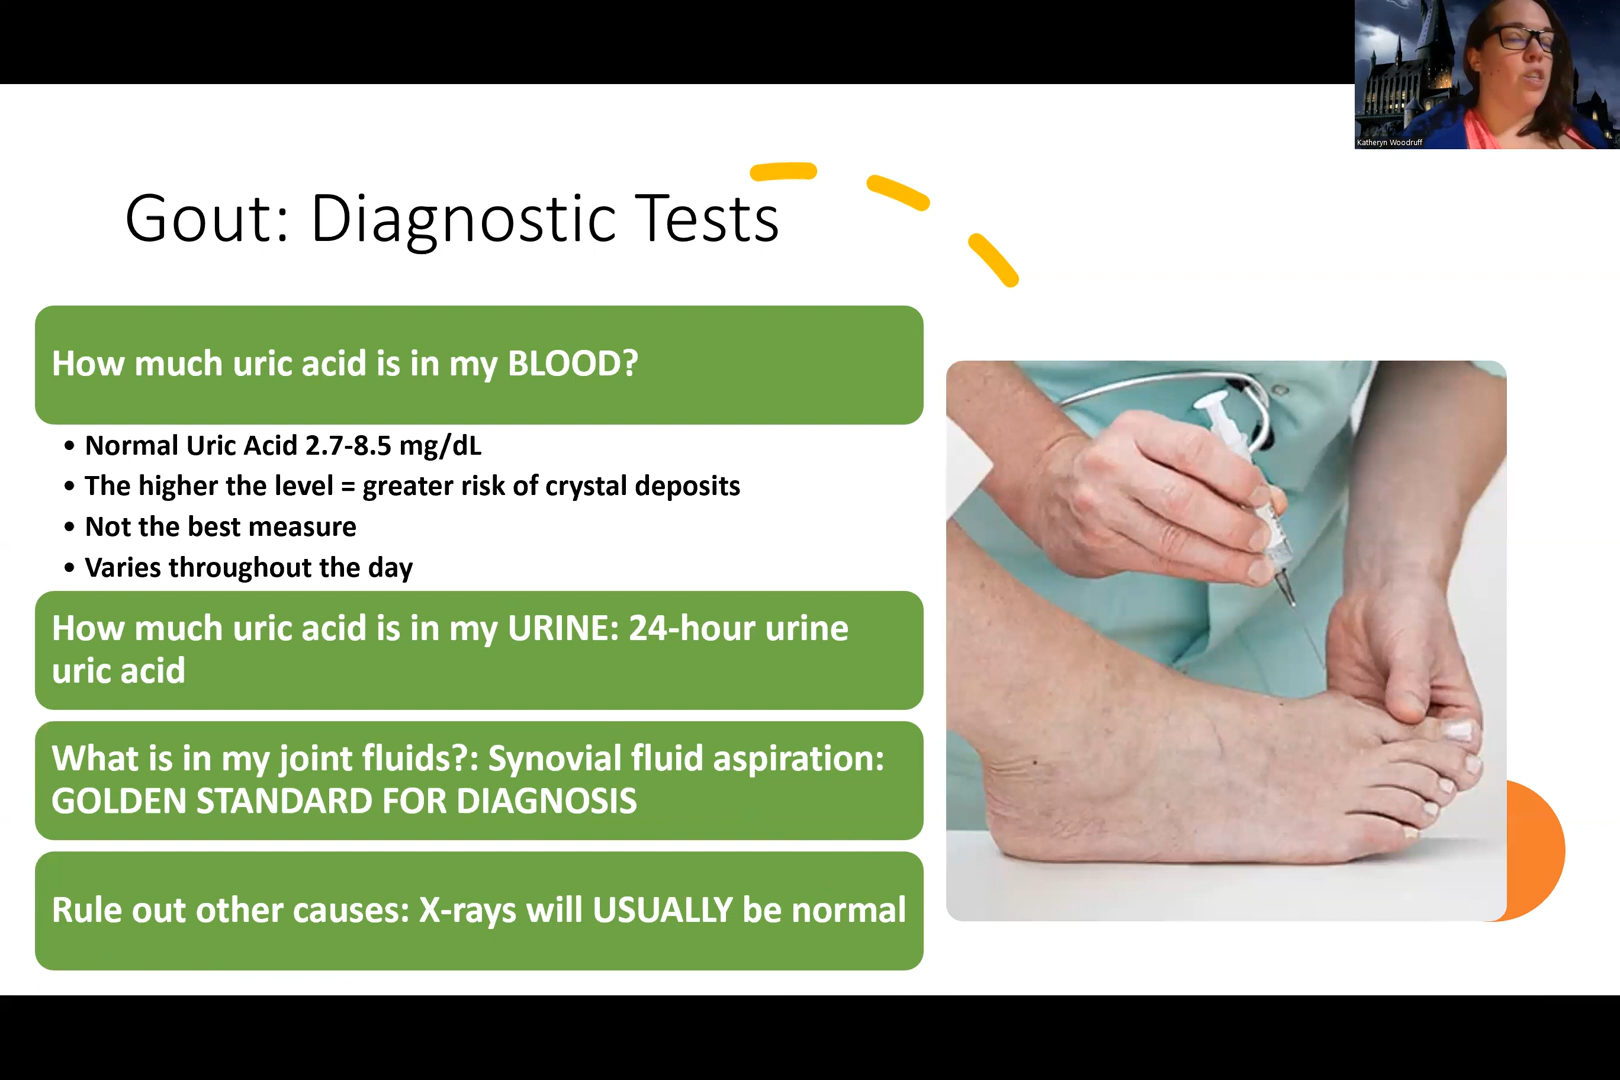 Katheryn Woodruff
Gout: Diagnostic Tests
How much uric acid is in my BLOOD?
• Normal Uric Acid 2.7-8.5 mg/dL
• The higher the level = greater risk of crystal deposits
• Not the best measure
• Varies throughout the day
How much uric acid is in my URINE: 24-hour urine
uric acid
What is in my joint fluids?: Synovial fluid aspiration:
GOLDEN STANDARD FOR DIAGNOSIS
Rule out other causes: X-rays will USUALLY be normal